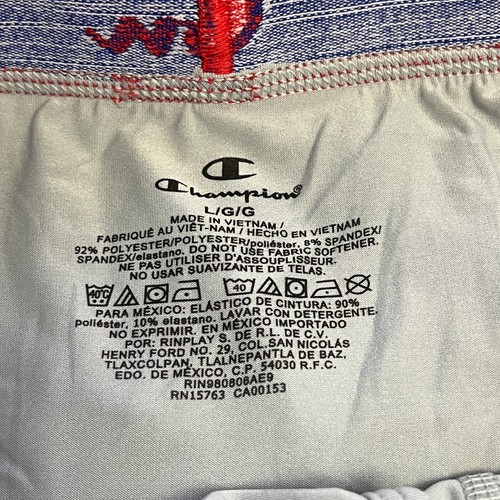 Champion®
L/G/G
MADE IN VIETNAM /
FABRIQUÉ AU VIÊT-NAM / HECHO EN VIETNAM
92% POLYESTER/POLYESTER/poliéster, 8% SPANDEX/
SPANDEX/elastano. DO NOT USE FABRIC SOFTENER.
NE PAS UTILISER D'ASSOUPLISSEUR.
NO USAR SUAVIZANTE DE TELAS.
40°C 40
PARA MÉXICO: ELÁSTICO DE CINTURA: 90%
poliéster, 10% elastano. LAVAR CON DETERGENTE.
NO EXPRIMIR. EN MÉXICO IMPORTADO
POR: RINPLAY S. DE R.L. DE C.V.
HENRY FORD NO. 29, COL.SAN NICOLÁS
TLAXCOLPAN, TLALNEPANTLA DE BAZ,
EDO. DE MÉXICO, C.P. 54030 R.F.C.
RIN980806AE9
RN15763 CA00153